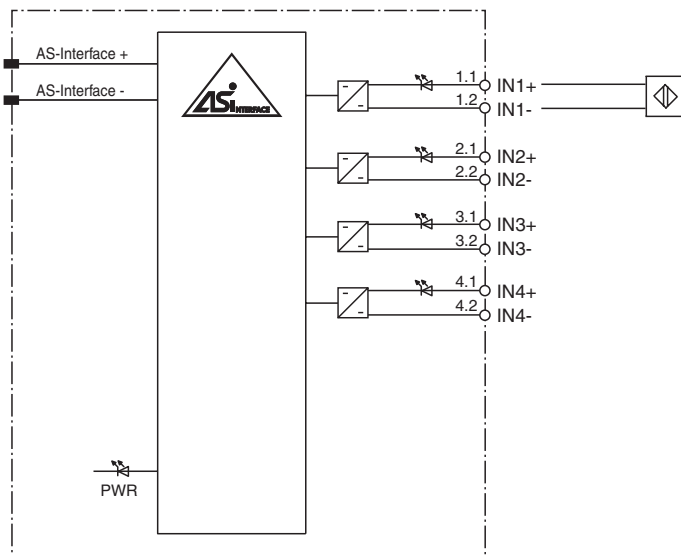 AS-Interface +
AS-Interface -
ASi INTERFACE
1.1 IN1+
1.2 IN1-
2.1 IN2+
2.2 IN2-
3.1 IN3+
3.2 IN3-
4.1 IN4+
4.2 IN4-
PWR